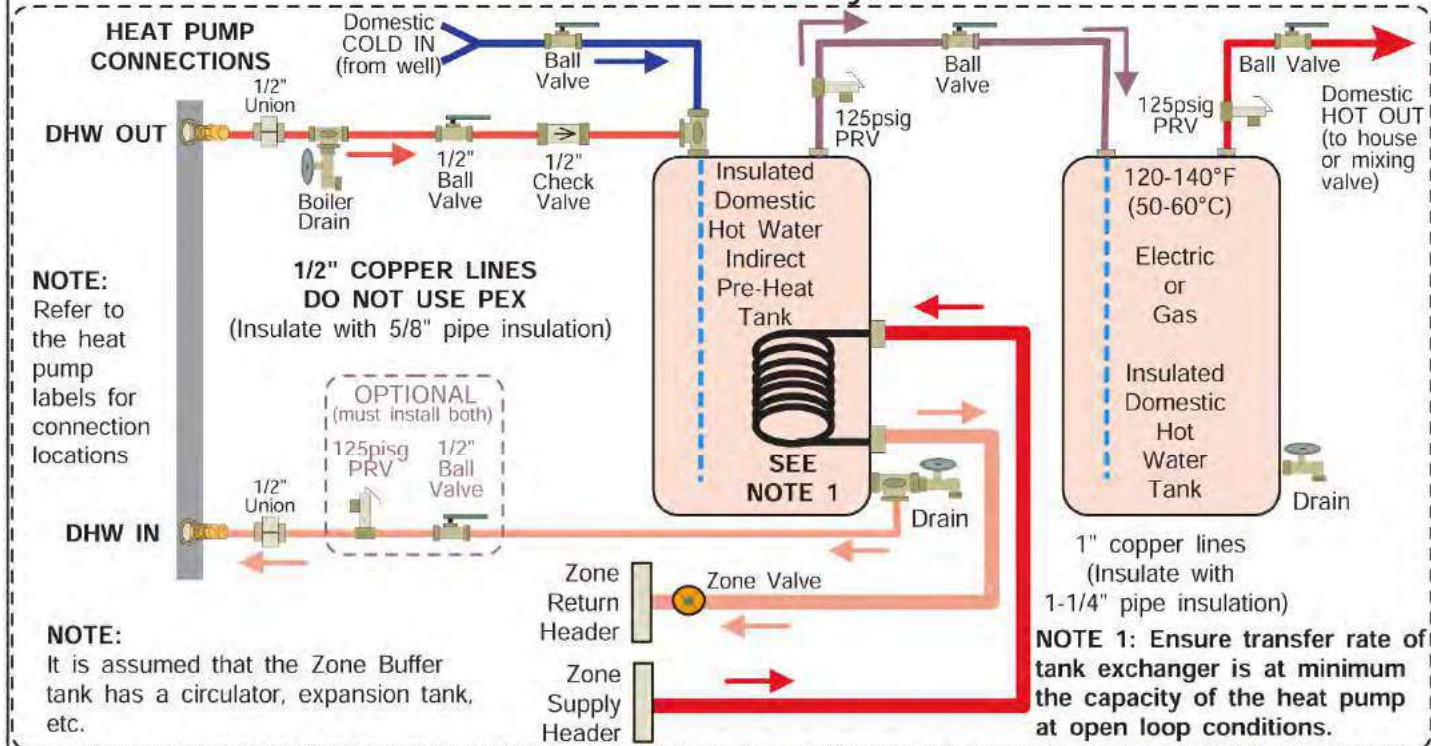 HEAT PUMP
CONNECTIONS
Domestic
COLD IN
(from well)
Ball
Valve
Ball
Valve
Ball Valve
125psig
PRV
125psig
PRV
Domestic
HOT OUT
(to house
or mixing
valve)
DHW OUT
1/2"
Union
Boiler
Drain
1/2"
Ball
Valve
1/2"
Check
Valve
Insulated
Domestic
Hot Water
Indirect
Pre-Heat
Tank
SEE
NOTE 1
120-140°F
(50-60°C)
Electric
or
Gas
Insulated
Domestic
Hot
Water
Tank
NOTE:
Refer to
the heat
pump
labels for
connection
locations
1/2" COPPER LINES
DO NOT USE PEX
(Insulate with 5/8" pipe insulation)
OPTIONAL
(must install both)
125pisg
PRV
1/2"
Ball
Valve
DHW IN
1/2"
Union
Drain
Drain
1" copper lines
(Insulate with
1-1/4" pipe insulation)
Zone
Return
Header
Zone Valve
Zone
Supply
Header
NOTE:
It is assumed that the Zone Buffer
tank has a circulator, expansion tank,
etc.
NOTE 1: Ensure transfer rate of
tank exchanger is at minimum
the capacity of the heat pump
at open loop conditions.